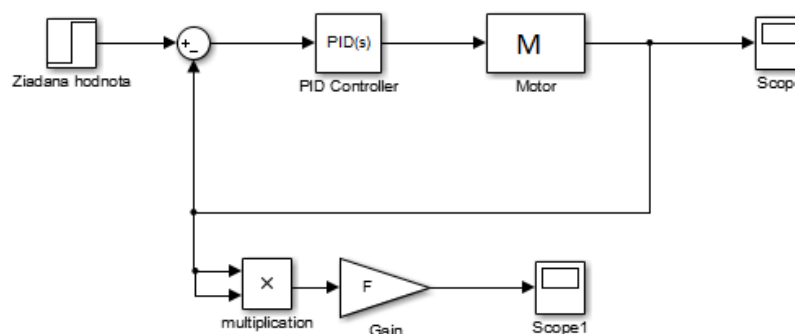 PID(s)
M
Ziadana hodnota
PID Controller
Motor
Scope
×
F
multiplication
Gain
Scope1